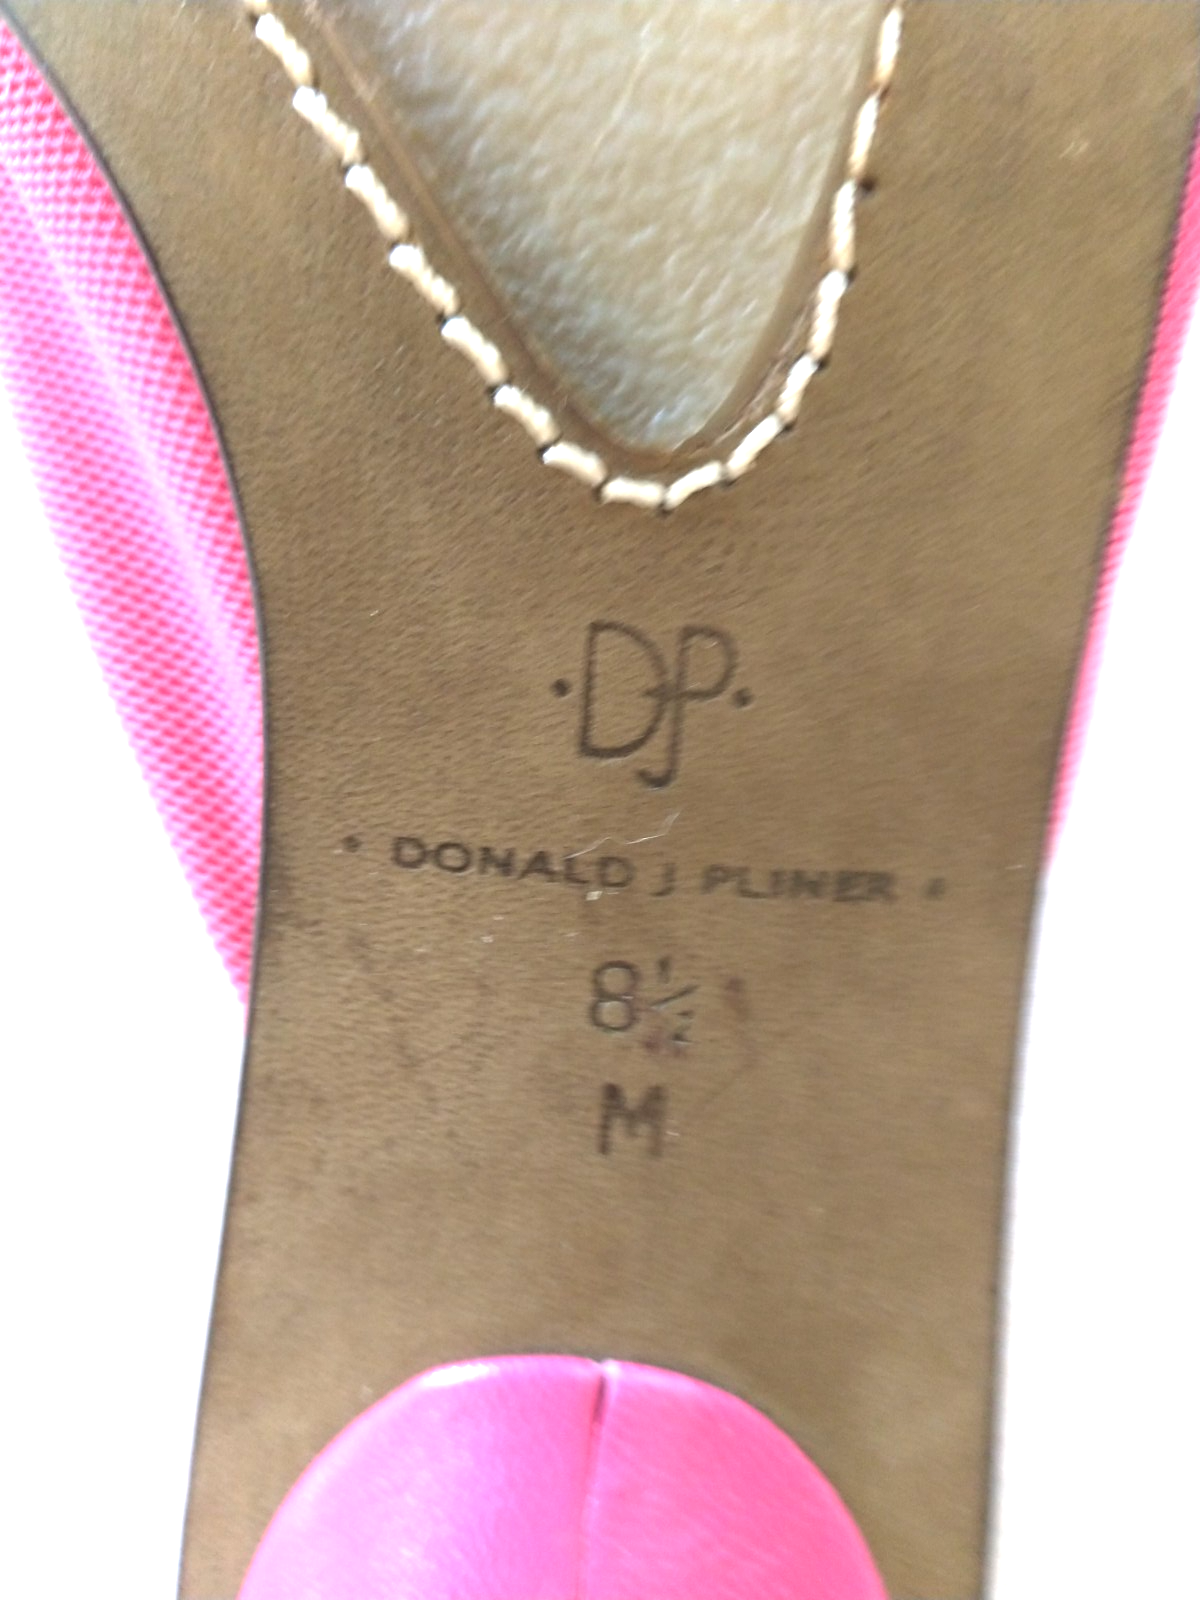 ·DJP·
• DONALD J PLINER •
8½
M